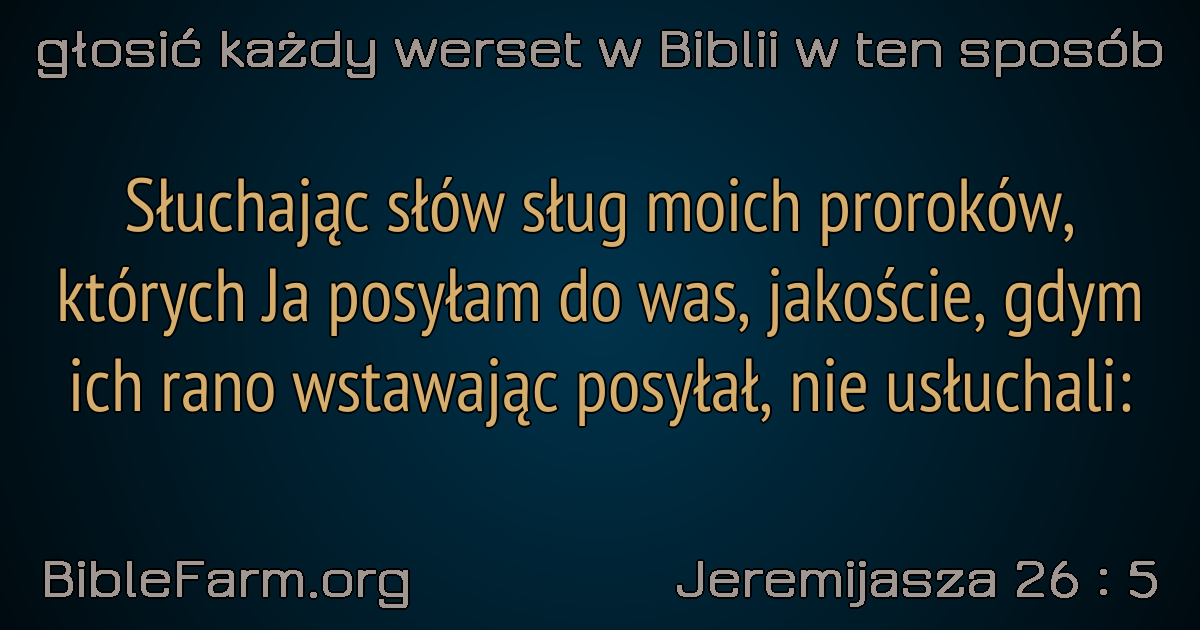 głosić każdy werset w Biblii w ten sposób
Słuchając słów sług moich proroków,
których Ja posyłam do was, jakoście, gdym
ich rano wstawając posyłał, nie usłuchali:
BibleFarm.org
Jeremijasza 26 : 5